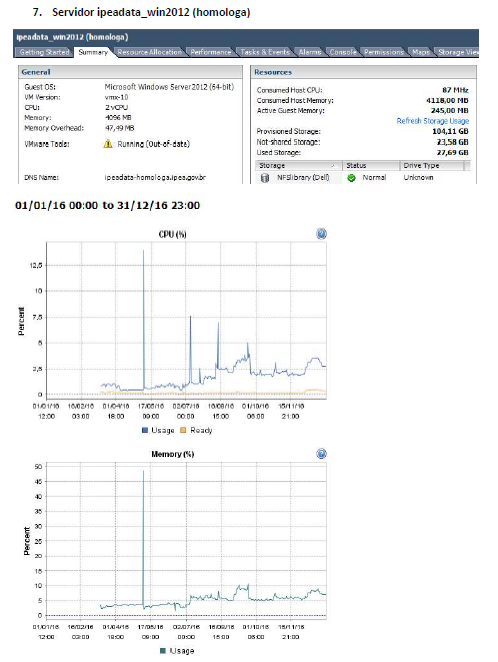 7. Servidor ipeadata_win2012 (homologa)
ipeadata_win2012 (homologa)
Getting Started Summary Resource Allocation Performance Tasks & Events Alarms Console Permissions Maps Storage View
General
Guest OS: Microsoft Windows Server 2012 (64-bit)
VM Version: vmx-10
CPU: 2 vCPU
Memory: 4096 MB
Memory Overhead: 47,49 MB
VMware Tools: Running (Out-of-date)
DNS Name: ipeadata-homologa.ipea.gov.br
Resources
Consumed Host CPU: 87 MHz
Consumed Host Memory: 4118,00 MB
Active Guest Memory: 245,00 MB
Refresh Storage Usage
Provisioned Storage: 104,11 GB
Not-shared Storage: 23,58 GB
Used Storage: 27,69 GB
Storage Status Drive Type
NFSlibrary (Dell) Normal Unknown
01/01/16 00:00 to 31/12/16 23:00
CPU (%)
Percent
12,5
10
7,5
5
2,5
0
01/01/16 16/02/16 01/04/16 17/05/16 02/07/16 16/08/16 01/10/16 15/11/16
12:00 03:00 18:00 09:00 00:00 15:00 06:00 21:00
Usage Ready
Memory (%)
Percent
50
45
40
35
30
25
20
15
10
5
0
01/01/16 16/02/16 01/04/16 17/05/16 02/07/16 16/08/16 01/10/16 15/11/16
12:00 03:00 18:00 09:00 00:00 15:00 06:00 21:00
Usage